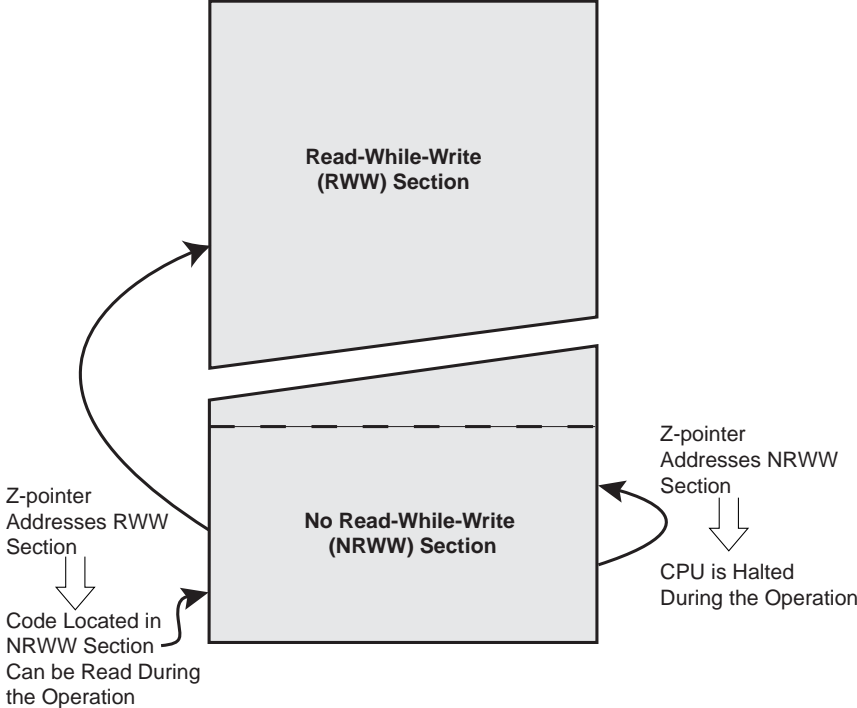 Read-While-Write
(RWW) Section
Z-pointer
Addresses NRWW
Section
Z-pointer
Addresses RWW
Section
No Read-While-Write
(NRWW) Section
CPU is Halted
During the Operation
Code Located in
NRWW Section
Can be Read During
the Operation